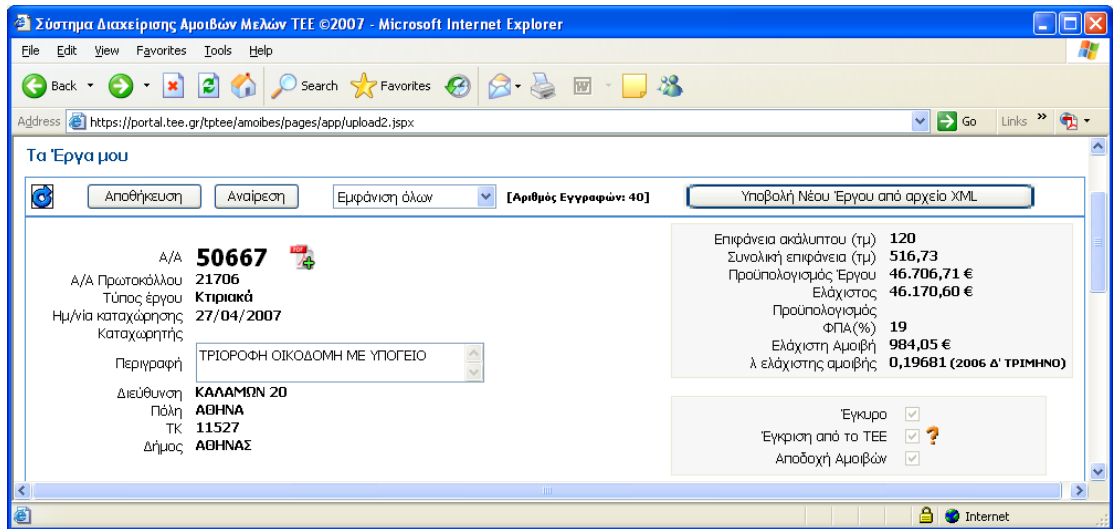 Σύστημα Διαχείρισης Αμοιβών Μελών ΤΕΕ ©2007 - Microsoft Internet Explorer
File Edit View Favorites Tools Help
Back Search Favorites
Address https://portal.tee.gr/tptee/amoibes/pages/app/upload2.jspx Go Links »
Τα Έργα μου
Αποθήκευση Αναίρεση Εμφάνιση όλων [Αριθμός Εγγραφών: 40] Υποβολή Νέου Έργου από αρχείο XML
Α/Α 50667
Α/Α Πρωτοκόλλου 21706
Τύπος έργου Κτιριακά
Ημ/νία καταχώρησης 27/04/2007
Καταχωρητής
Περιγραφή ΤΡΙΟΡΟΦΗ ΟΙΚΟΔΟΜΗ ΜΕ ΥΠΟΓΕΙΟ
Διεύθυνση ΚΑΛΑΜΩΝ 20
Πόλη ΑΘΗΝΑ
ΤΚ 11527
Δήμος ΑΘΗΝΑΣ
Επιφάνεια ακάλυπτου (τμ) 120
Συνολική επιφάνεια (τμ) 516,73
Προϋπολογισμός Έργου 46.706,71 €
Ελάχιστος 46.170,60 €
Προϋπολογισμός
ΦΠΑ(%) 19
Ελάχιστη Αμοιβή 984,05 €
λ ελάχιστης αμοιβής 0,19681 (2006 Δ' ΤΡΙΜΗΝΟ)
Έγκυρο
Έγκριση από το ΤΕΕ ?
Αποδοχή Αμοιβών
Internet